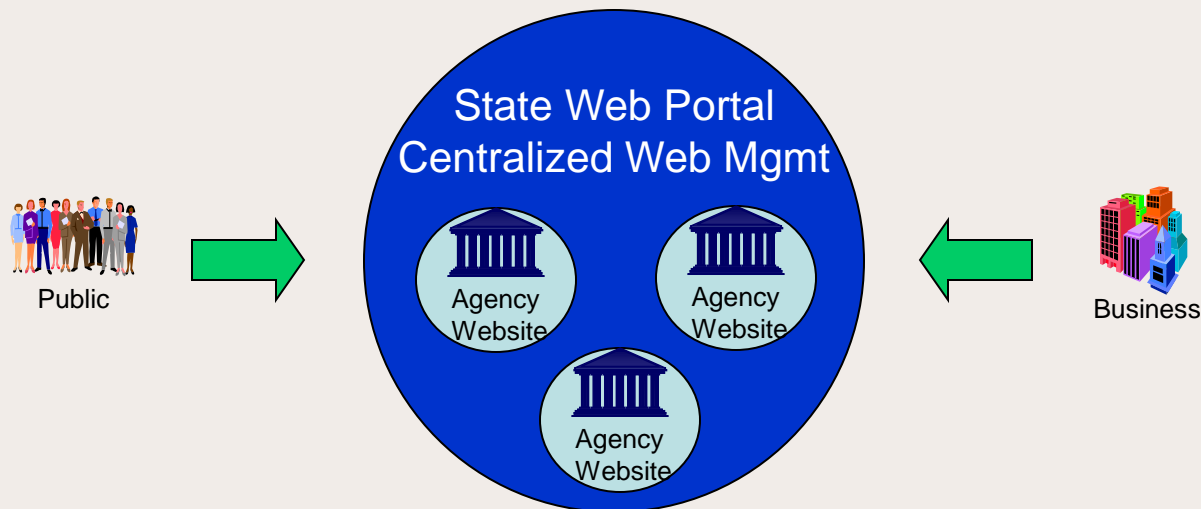 State Web Portal
Centralized Web Mgmt
Public
Agency
Website
Agency
Website
Business
Agency
Website